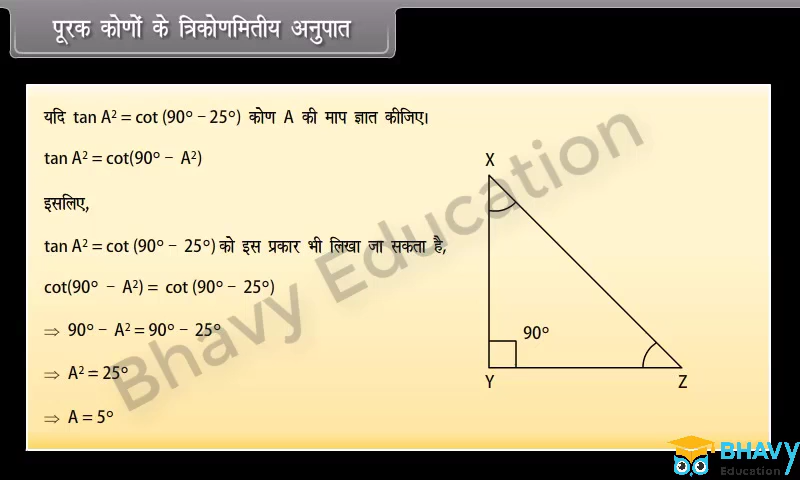 पूरक कोणों के त्रिकोणमितीय अनुपात
यदि tan A² = cot (90° – 25°) कोण A की माप ज्ञात कीजिए।
tan A² = cot(90° – A²)
इसलिए,
tan A² = cot (90° – 25°) को इस प्रकार भी लिखा जा सकता है,
cot(90° – A²) = cot (90° – 25°)
⇒ 90° – A² = 90° – 25°
⇒ A² = 25°
⇒ A = 5°
X
90°
Y
Z
Bhavy Education
BHAVY
Education